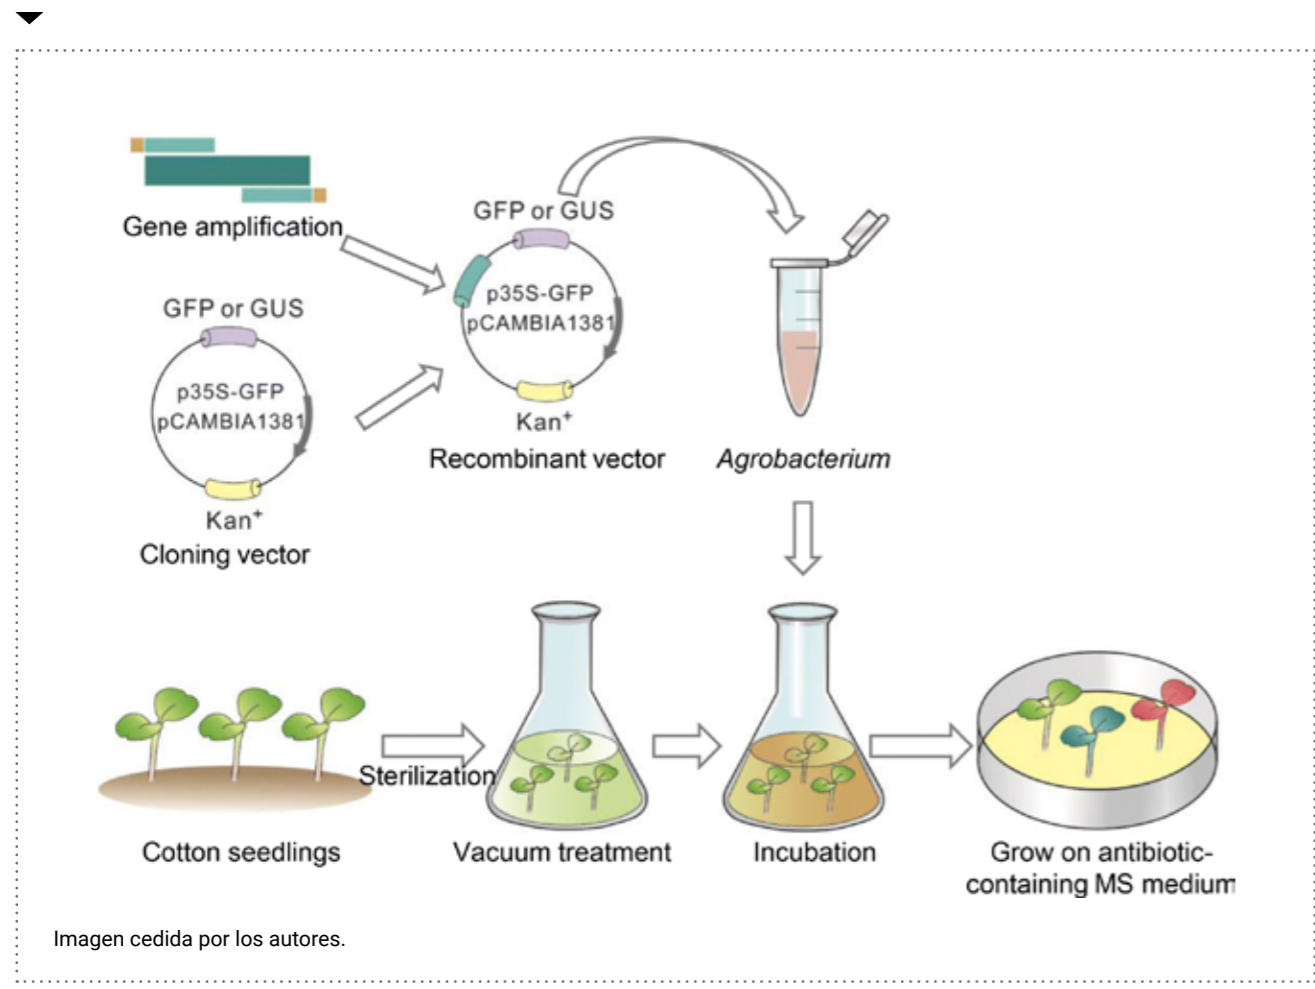 Gene amplification
GFP or GUS
p35S-GFP
pCAMBIA1381
Kan+
Cloning vector
GFP or GUS
p35S-GFP
pCAMBIA1381
Kan+
Recombinant vector
Agrobacterium
Sterilization
Cotton seedlings
Vacuum treatment
Incubation
Grow on antibiotic-
containing MS medium
Imagen cedida por los autores.